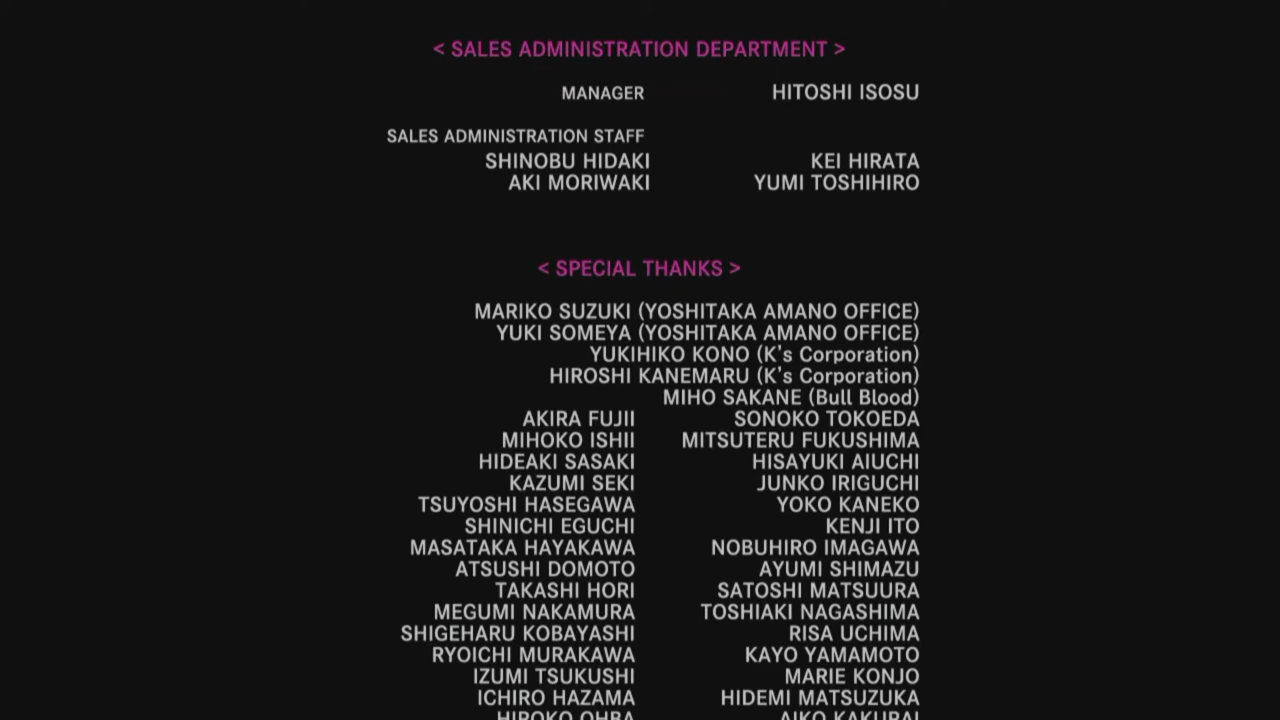 < SALES ADMINISTRATION DEPARTMENT >
MANAGER HITOSHI ISOSU
SALES ADMINISTRATION STAFF
SHINOBU HIDAKI KEI HIRATA
AKI MORIWAKI YUMI TOSHIHIRO
< SPECIAL THANKS >
MARIKO SUZUKI (YOSHITAKA AMANO OFFICE)
YUKI SOMEYA (YOSHITAKA AMANO OFFICE)
YUKIHIKO KONO (K's Corporation)
HIROSHI KANEMARU (K's Corporation)
MIHO SAKANE (Bull Blood)
AKIRA FUJII SONOKO TOKOEDA
MIHOKO ISHII MITSUTERU FUKUSHIMA
HIDEAKI SASAKI HISAYUKI AIUCHI
KAZUMI SEKI JUNKO IRIGUCHI
TSUYOSHI HASEGAWA YOKO KANEKO
SHINICHI EGUCHI KENJI ITO
MASATAKA HAYAKAWA NOBUHIRO IMAGAWA
ATSUSHI DOMOTO AYUMI SHIMAZU
TAKASHI HORI SATOSHI MATSUURA
MEGUMI NAKAMURA TOSHIAKI NAGASHIMA
SHIGEHARU KOBAYASHI RISA UCHIMA
RYOICHI MURAKAWA KAYO YAMAMOTO
IZUMI TSUKUSHI MARIE KONJO
ICHIRO HAZAMA HIDEMI MATSUZUKA
HIROKO OHBA AIKO KAKURAI